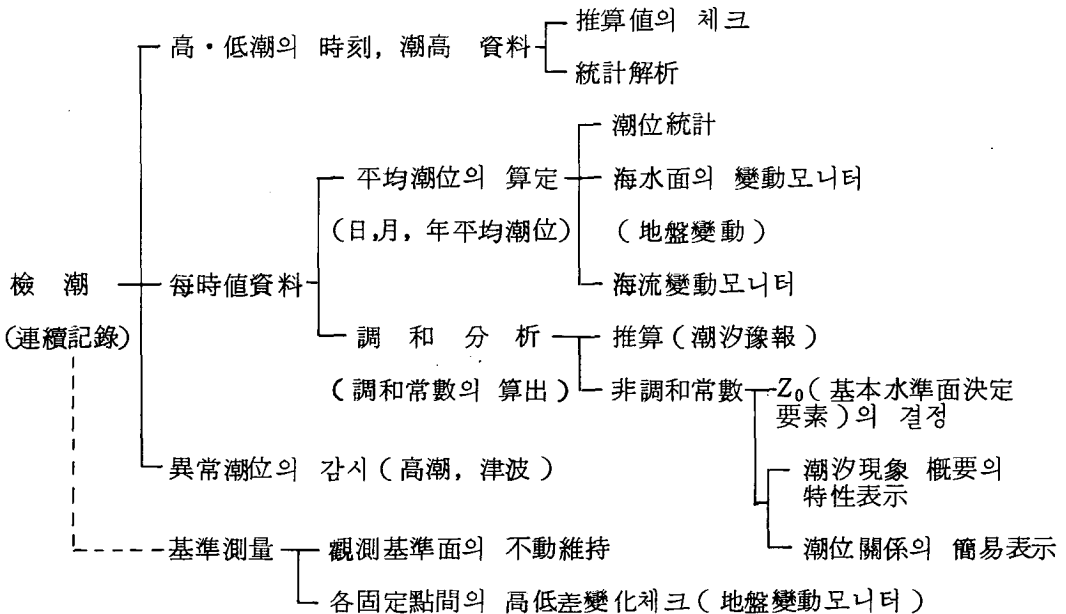 推算値의 체크
高・低潮의 時刻, 潮高 資料
統計解析
潮位統計
平均潮位의 算定
海水面의 變動모니터
(日,月, 年平均潮位)
(地盤變動)
檢 潮
每時値資料
海流變動모니터
(連續記錄)
調 和 分 析
推算(潮汐豫報)
(調和常數의 算出)
非調和常數
Z₀(基本水準面決定
要素)의 결정
異常潮位의 감시(高潮, 津波)
潮汐現象 槪要의
特性表示
基準測量
觀測基準面의 不動維持
潮位關係의 簡易表示
各固定點間의 高低差變化체크(地盤變動모니터)